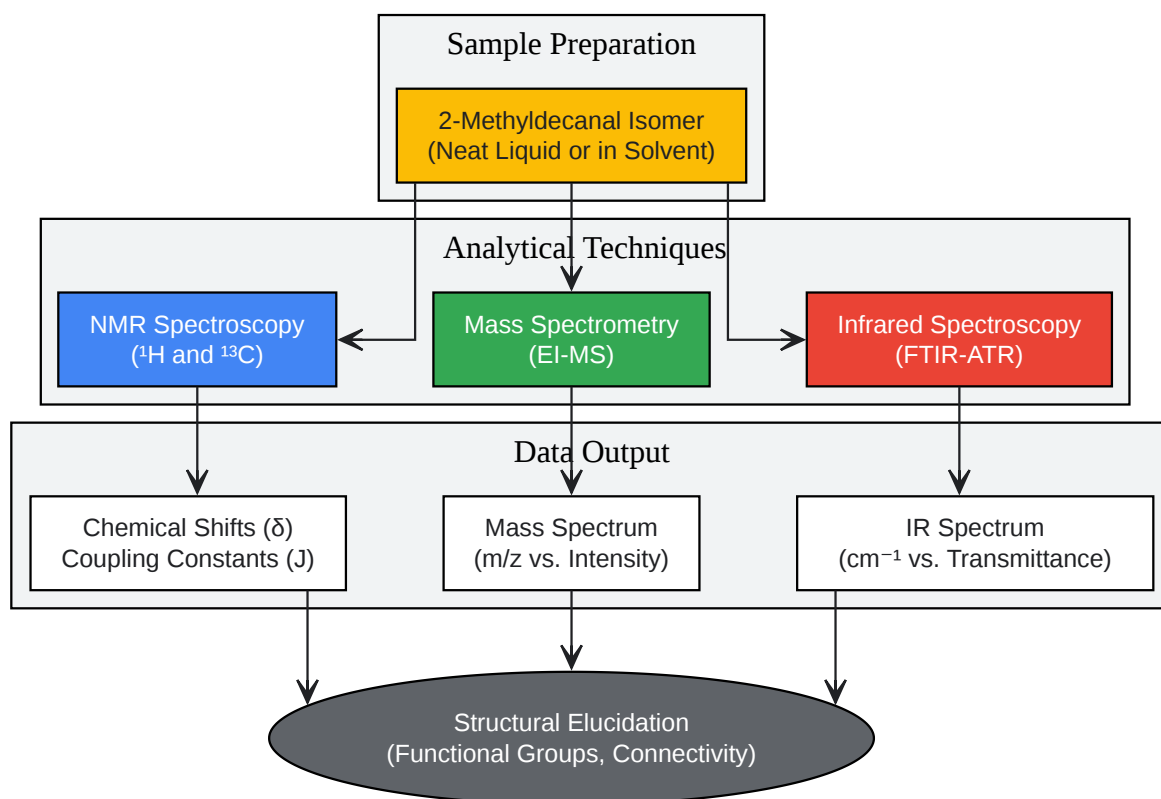 Sample Preparation
2-Methyldecanal Isomer
(Neat Liquid or in Solvent)
Analytical Techniques
NMR Spectroscopy
(¹H and ¹³C)
Mass Spectrometry
(EI-MS)
Infrared Spectroscopy
(FTIR-ATR)
Data Output
Chemical Shifts (δ)
Coupling Constants (J)
Mass Spectrum
(m/z vs. Intensity)
IR Spectrum
(cm⁻¹ vs. Transmittance)
Structural Elucidation
(Functional Groups, Connectivity)